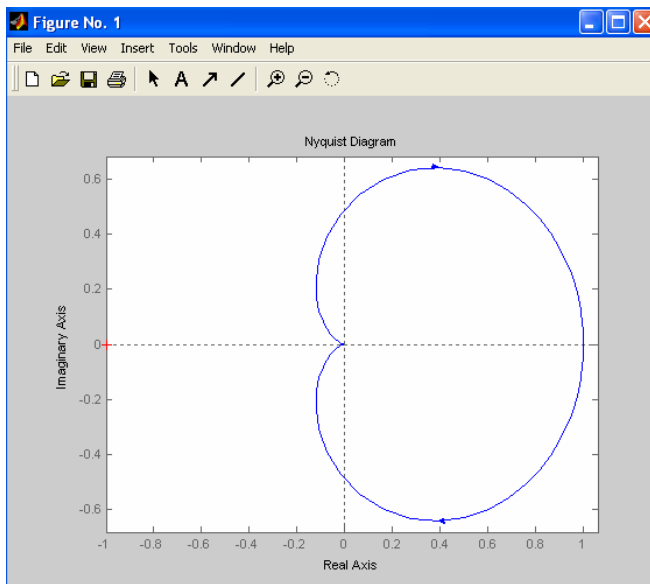 Figure No. 1
File Edit View Insert Tools Window Help
A
Nyquist Diagram
Imaginary Axis
0.6
0.4
0.2
0
-0.2
-0.4
-0.6
-1 -0.8 -0.6 -0.4 -0.2 0 0.2 0.4 0.6 0.8 1
Real Axis